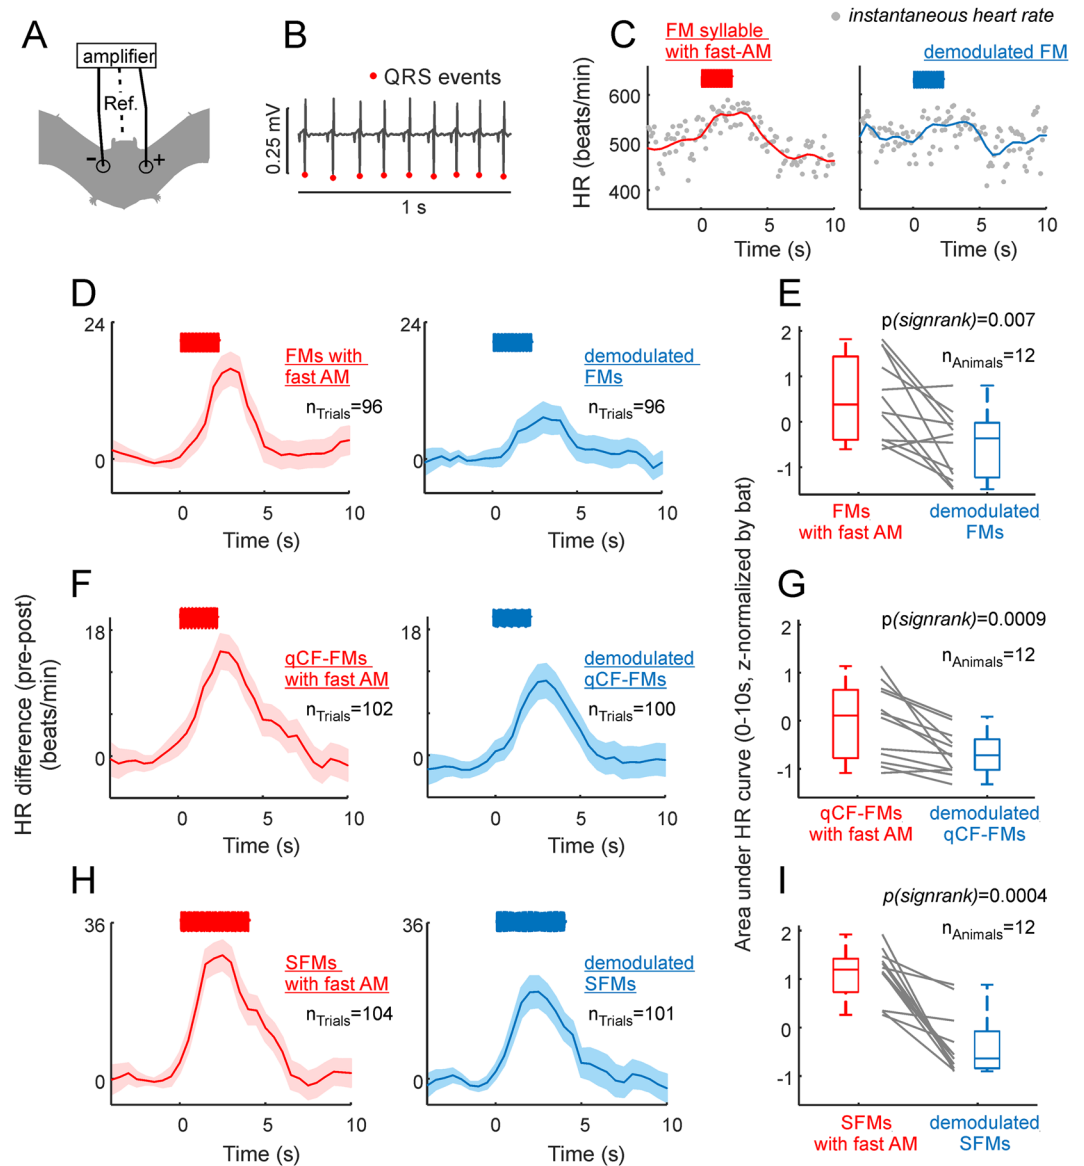 A
amplifier
Ref.
-
+
B
QRS events
0.25 mV
1 s
instantaneous heart rate
C
FM syllable
with fast-AM
demodulated FM
HR (beats/min)
600
500
400
0
5
10
Time (s)
0
5
10
Time (s)
D
24
0
FMs with
fast AM
nTrials=96
0
5
10
Time (s)
24
0
demodulated
FMs
nTrials=96
0
5
10
Time (s)
E
p(signrank)=0.007
nAnimals=12
2
1
0
-1
FMs
with fast AM
demodulated
FMs
HR difference (pre-post)
(beats/min)
Area under HR curve (0-10s, z-normalized by bat)
F
18
0
qCF-FMs
with fast AM
nTrials=102
0
5
10
Time (s)
18
0
demodulated
qCF-FMs
nTrials=100
0
5
10
Time (s)
G
p(signrank)=0.0009
nAnimals=12
2
1
0
-1
qCF-FMs
with fast AM
demodulated
qCF-FMs
H
36
0
SFMs
with fast AM
nTrials=104
0
5
10
Time (s)
36
0
demodulated
SFMs
nTrials=101
0
5
10
Time (s)
I
p(signrank)=0.0004
nAnimals=12
2
1
0
-1
SFMs
with fast AM
demodulated
SFMs